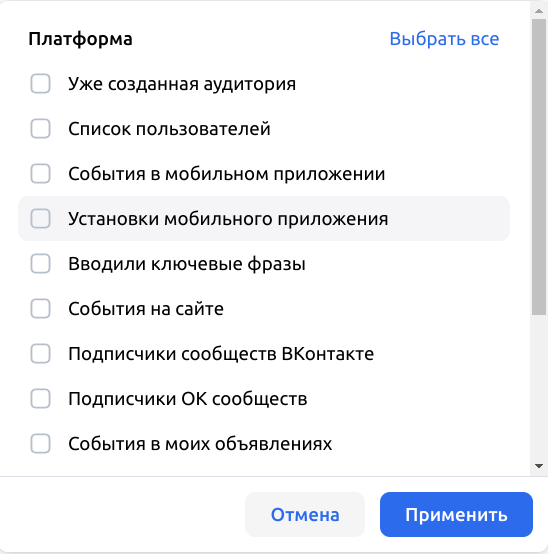 Платформа
Выбрать все
Уже созданная аудитория
Список пользователей
События в мобильном приложении
Установки мобильного приложения
Вводили ключевые фразы
События на сайте
Подписчики сообществ ВКонтакте
Подписчики ОК сообществ
События в моих объявлениях
Отмена
Применить